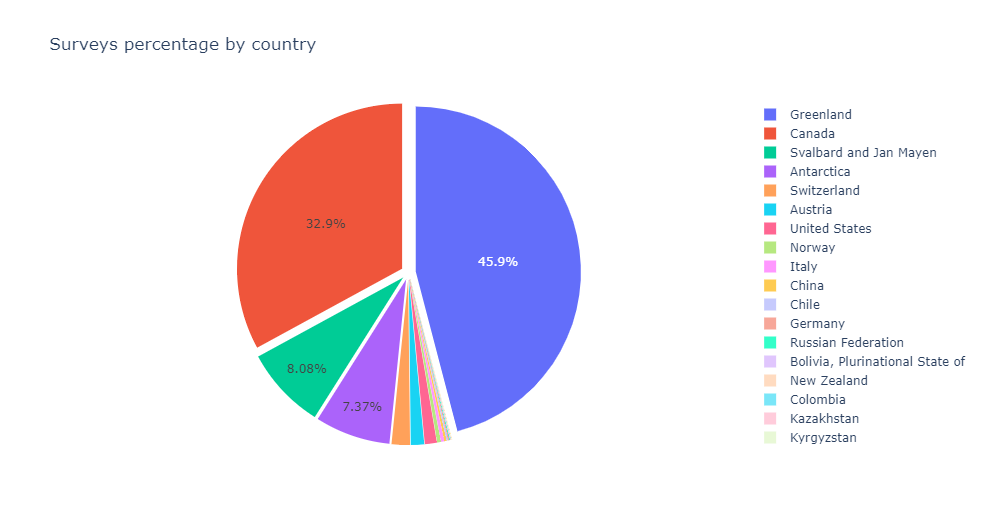 Surveys percentage by country
32.9%
45.9%
8.08%
7.37%
Greenland
Canada
Svalbard and Jan Mayen
Antarctica
Switzerland
Austria
United States
Norway
Italy
China
Chile
Germany
Russian Federation
Bolivia, Plurinational State of
New Zealand
Colombia
Kazakhstan
Kyrgyzstan